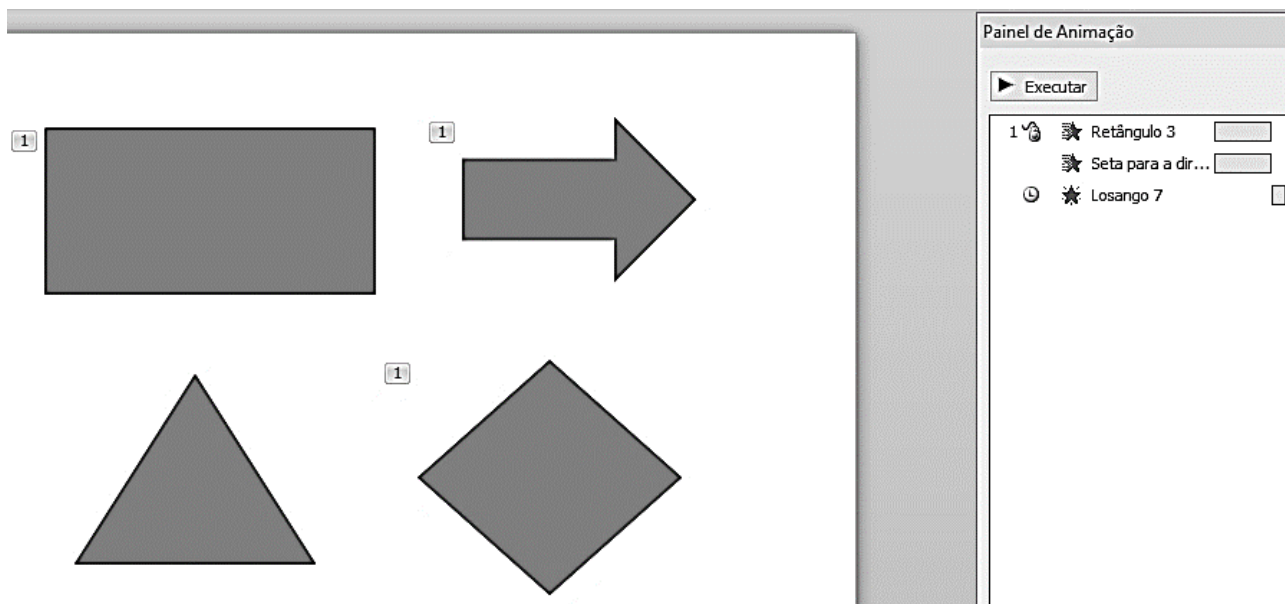 Painel de Animação
Executar
1 Retângulo 3
Seta para a dir...
Losango 7
1
1
1